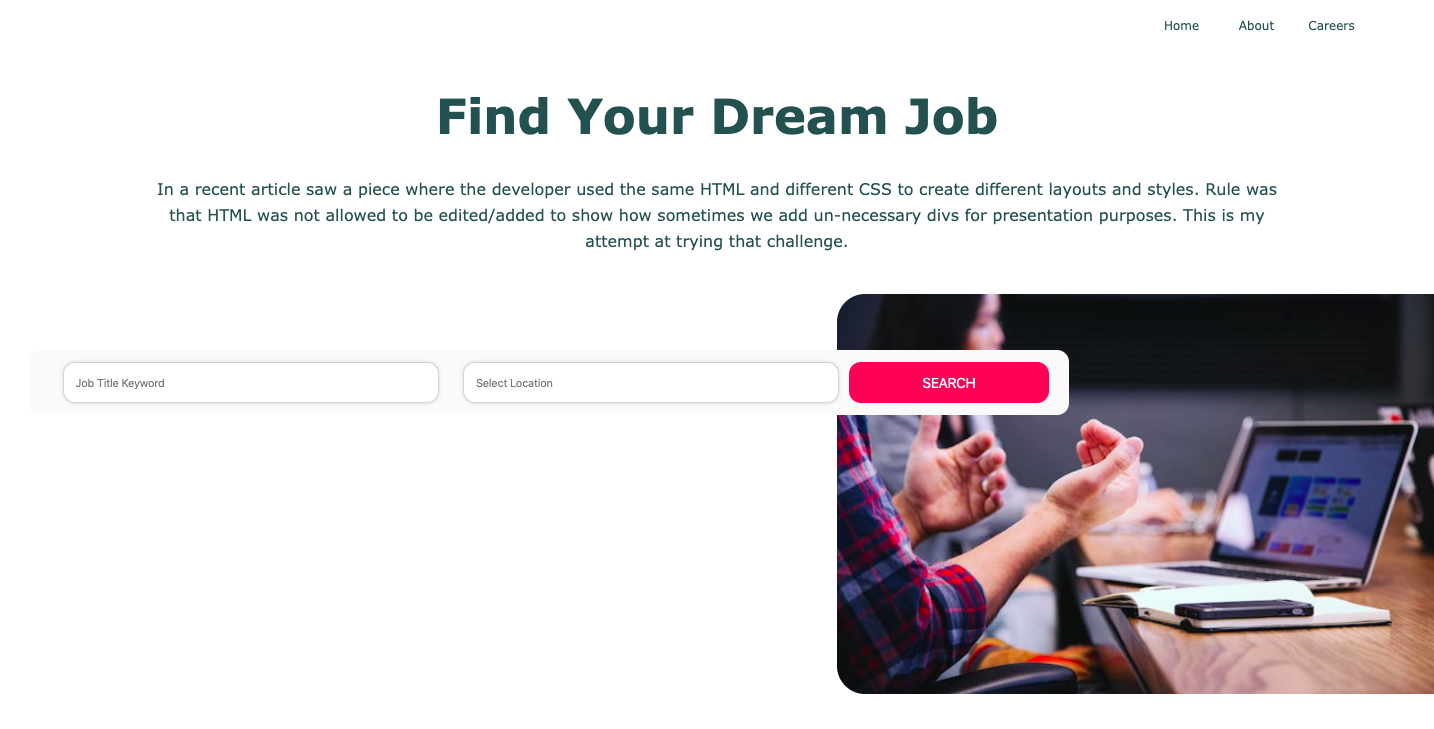 Home About Careers
Find Your Dream Job
In a recent article saw a piece where the developer used the same HTML and different CSS to create different layouts and styles. Rule was
that HTML was not allowed to be edited/added to show how sometimes we add un-necessary divs for presentation purposes. This is my
attempt at trying that challenge.
Job Title Keyword
Select Location
SEARCH